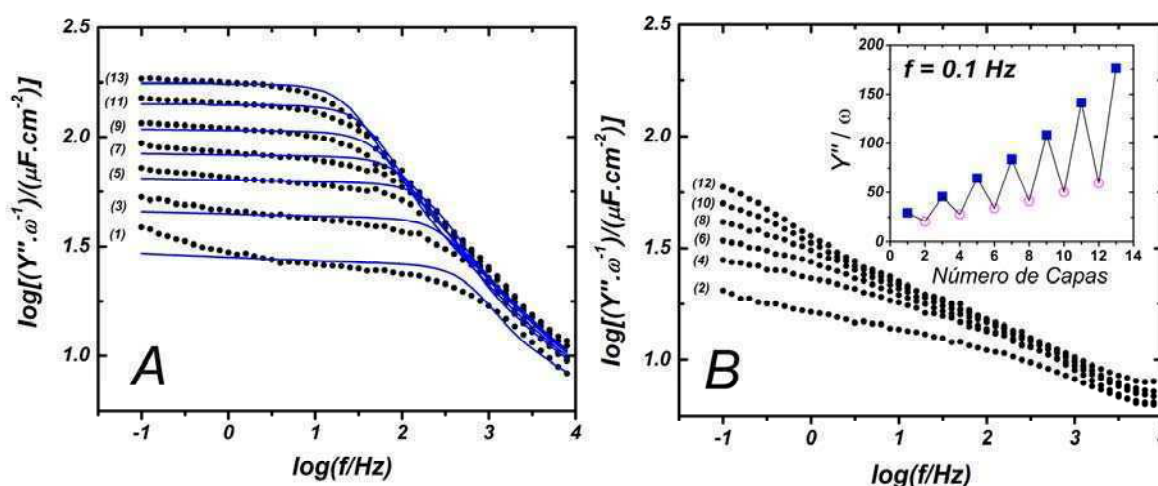 2.5
2.0
1.5
1.0
log[(Y''.ω⁻¹)/(μF.cm⁻²)]
(13)
(11)
(9)
(7)
(5)
(3)
(1)
A
-1 0 1 2 3 4
log(f/Hz)
2.5
2.0
1.5
1.0
log[(Y''.ω⁻¹)/(μF.cm⁻²)]
(12)
(10)
(8)
(6)
(4)
(2)
B
-1 0 1 2 3 4
log(f/Hz)
f = 0.1 Hz
200
150
100
50
0
Y''/ ω
0 2 4 6 8 10 12 14
Número de Capas